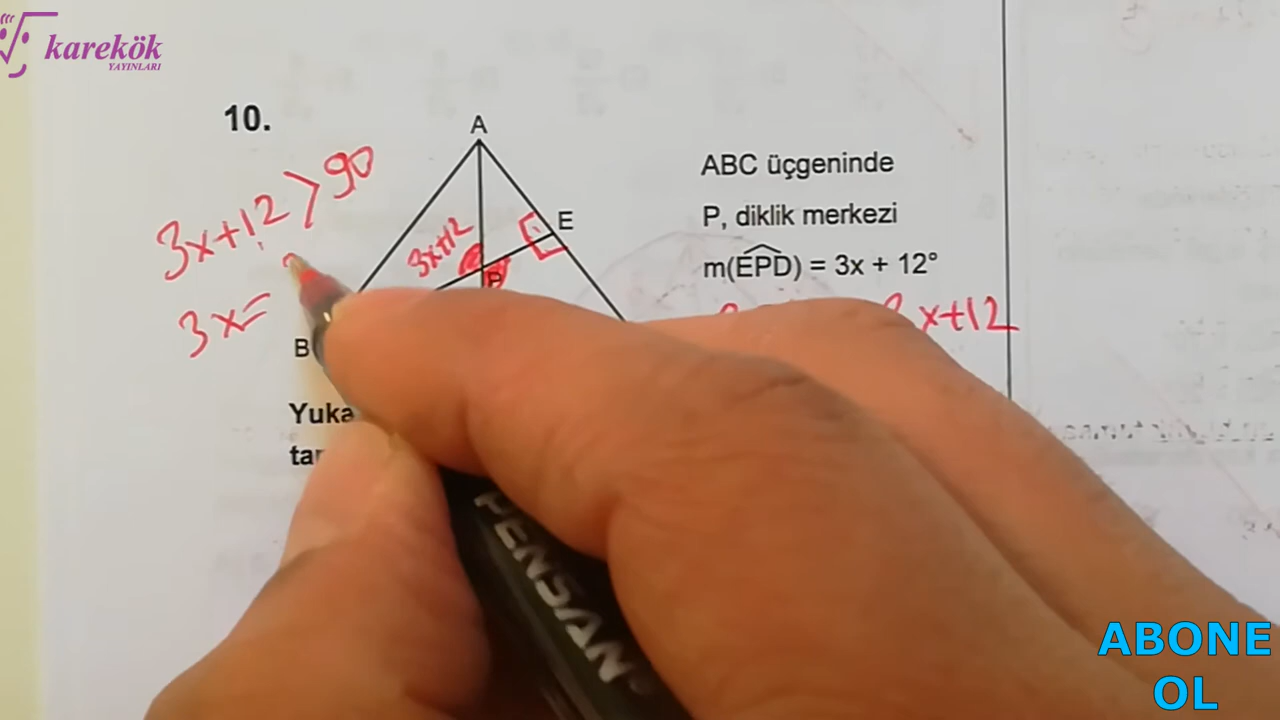 karekök
YAYINLARI
10.
A
3x+12>90
3x=
3x+12
E
P
B
ABC üçgeninde
P, diklik merkezi
m(EPD) = 3x + 12°
x+12
Yuka
tar
PENSAN
ABONE
OL